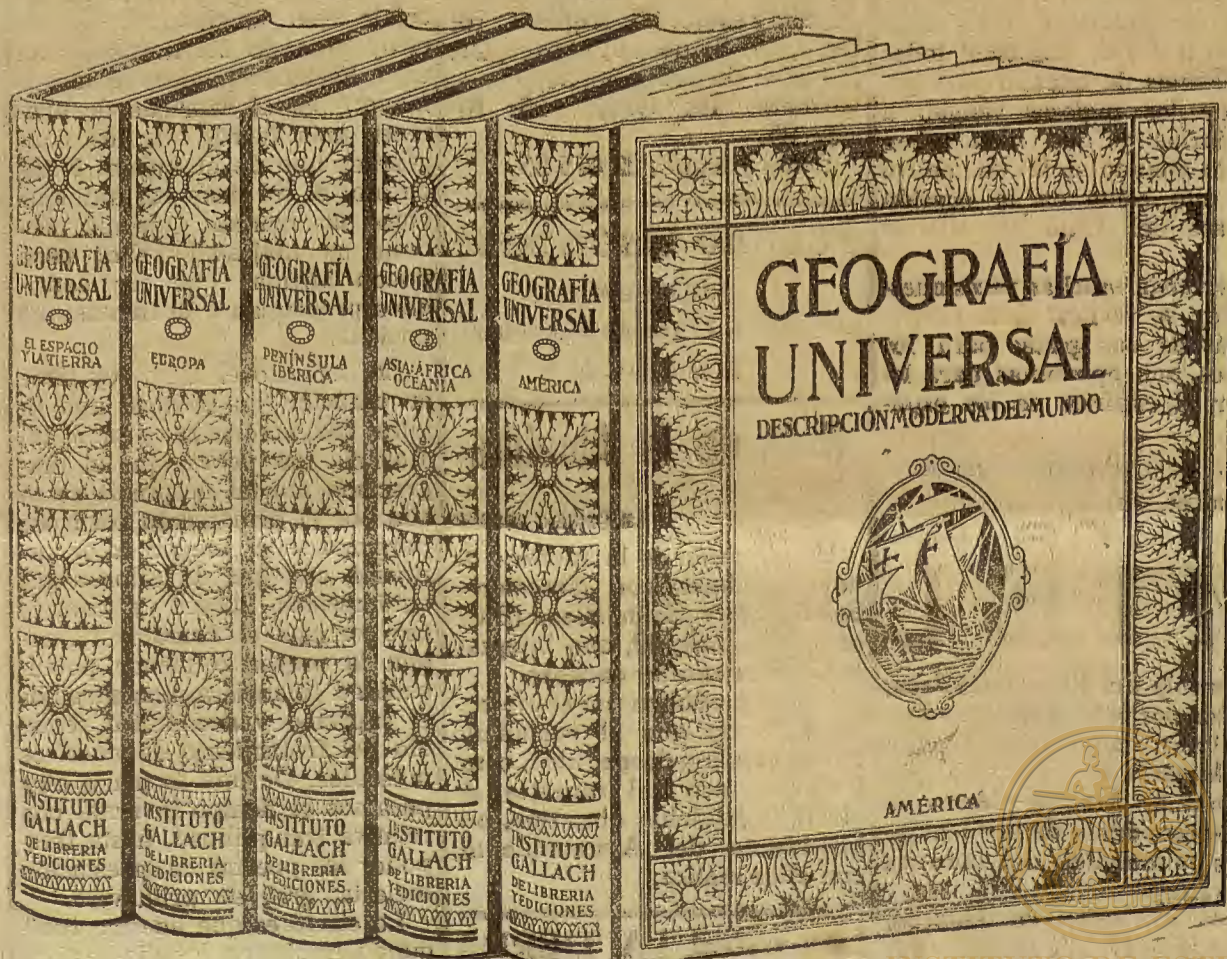 GEOGRAFÍA
UNIVERSAL
EL ESPACIO
Y LA TIERRA
INSTITUTO
GALLACH
DE LIBRERIA
Y EDICIONES
GEOGRAFÍA
UNIVERSAL
EUROPA
INSTITUTO
GALLACH
DE LIBRERIA
Y EDICIONES
GEOGRAFÍA
UNIVERSAL
PENÍNSULA
IBÉRICA
INSTITUTO
GALLACH
DE LIBRERIA
Y EDICIONES
GEOGRAFÍA
UNIVERSAL
ASIA·ÁFRICA
OCEANÍA
INSTITUTO
GALLACH
DE LIBRERIA
Y EDICIONES
GEOGRAFÍA
UNIVERSAL
AMÉRICA
INSTITUTO
GALLACH
DE LIBRERIA
Y EDICIONES
GEOGRAFÍA
UNIVERSAL
DESCRIPCIÓN MODERNA DEL MUNDO
AMÉRICA